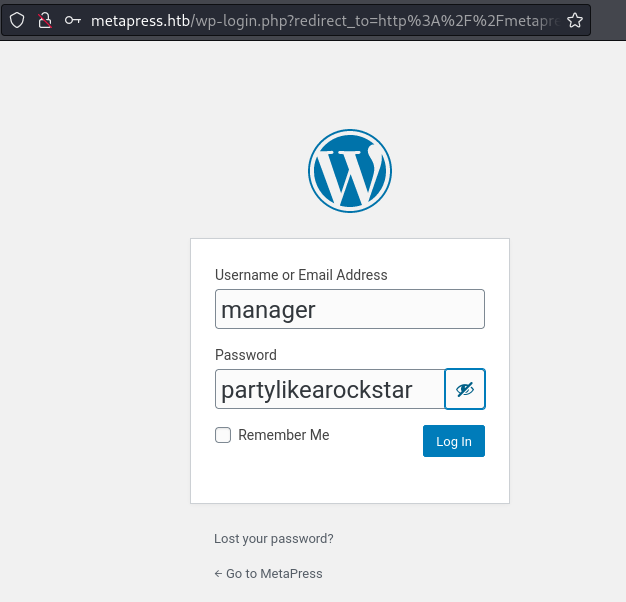 metapress.htb/wp-login.php?redirect_to=http%3A%2F%2Fmetapre
Username or Email Address
manager
Password
partylikearockstar
Remember Me
Log In
Lost your password?
← Go to MetaPress